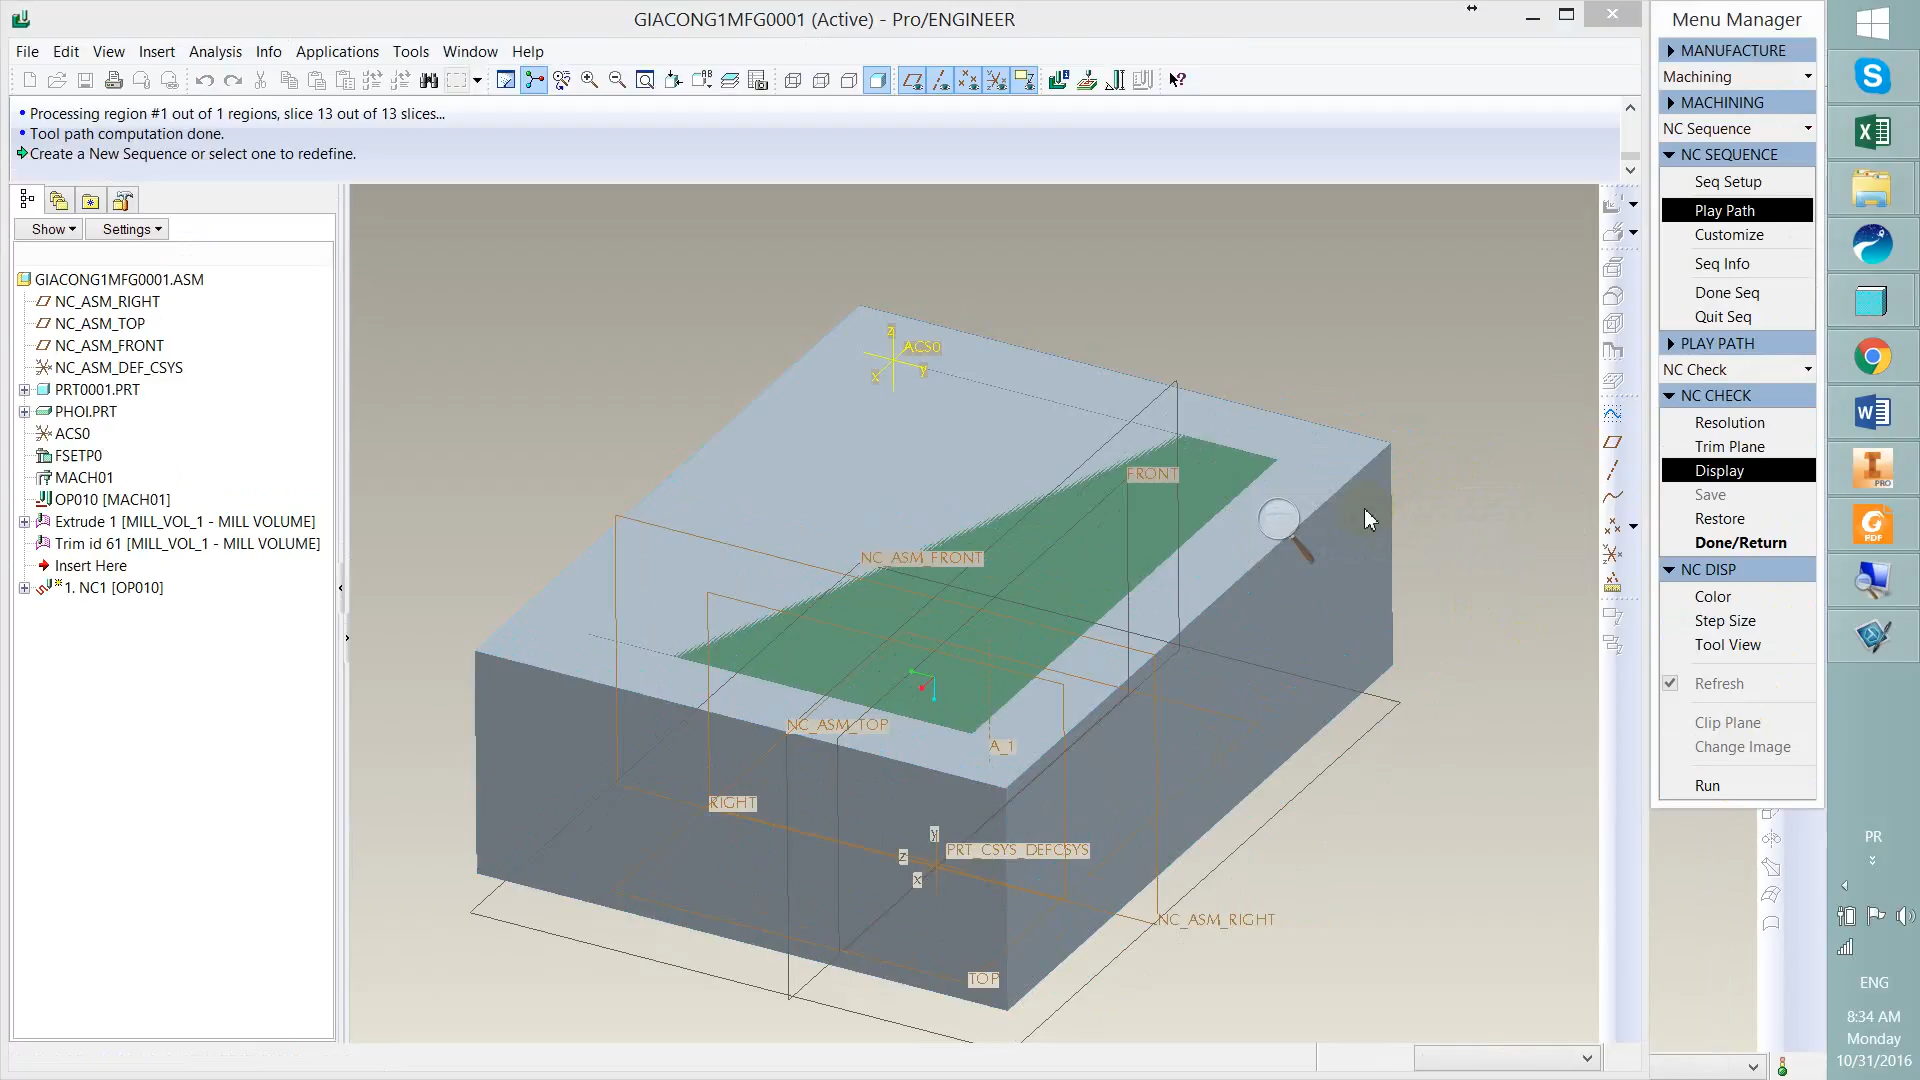 GIACONG1MFG0001 (Active) - Pro/ENGINEER
File Edit View Insert Analysis Info Applications Tools Window Help
Processing region #1 out of 1 regions, slice 13 out of 13 slices...
Tool path computation done.
Create a New Sequence or select one to redefine.
Show Settings
GIACONG1MFG0001.ASM
NC_ASM_RIGHT
NC_ASM_TOP
NC_ASM_FRONT
NC_ASM_DEF_CSYS
PRT0001.PRT
PHOI.PRT
ACS0
FSETP0
MACH01
OP010 [MACH01]
Extrude 1 [MILL_VOL_1 - MILL VOLUME]
Trim id 61 [MILL_VOL_1 - MILL VOLUME]
Insert Here
1. NC1 [OP010]
z
ACS0
x
y
FRONT
NC_ASM_FRONT
NC_ASM_TOP
A_1
RIGHT
y
z
PRT_CSYS_DEFCSYS
x
NC_ASM_RIGHT
TOP
Menu Manager
MANUFACTURE
Machining
MACHINING
NC Sequence
NC SEQUENCE
Seq Setup
Play Path
Customize
Seq Info
Done Seq
Quit Seq
PLAY PATH
NC Check
NC CHECK
Resolution
Trim Plane
Display
Save
Restore
Done/Return
NC DISP
Color
Step Size
Tool View
Refresh
Clip Plane
Change Image
Run
PRO
PDF
PR
ENG
8:34 AM
Monday
10/31/2016